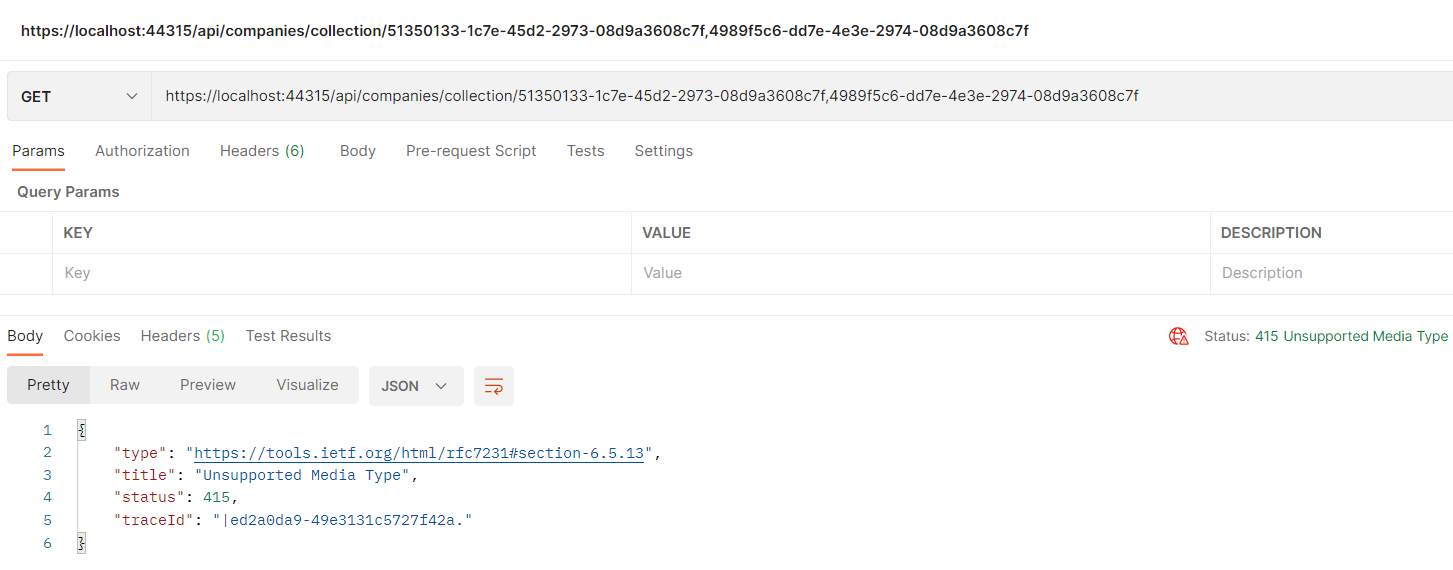 https://localhost:44315/api/companies/collection/51350133-1c7e-45d2-2973-08d9a3608c7f,4989f5c6-dd7e-4e3e-2974-08d9a3608c7f
GET https://localhost:44315/api/companies/collection/51350133-1c7e-45d2-2973-08d9a3608c7f,4989f5c6-dd7e-4e3e-2974-08d9a3608c7f
Params Authorization Headers (6) Body Pre-request Script Tests Settings
Query Params
KEY VALUE DESCRIPTION
Key Value Description
Body Cookies Headers (5) Test Results Status: 415 Unsupported Media Type
Pretty Raw Preview Visualize JSON
1 {
2 "type": "https://tools.ietf.org/html/rfc7231#section-6.5.13",
3 "title": "Unsupported Media Type",
4 "status": 415,
5 "traceId": "|ed2a0da9-49e3131c5727f42a."
6 }